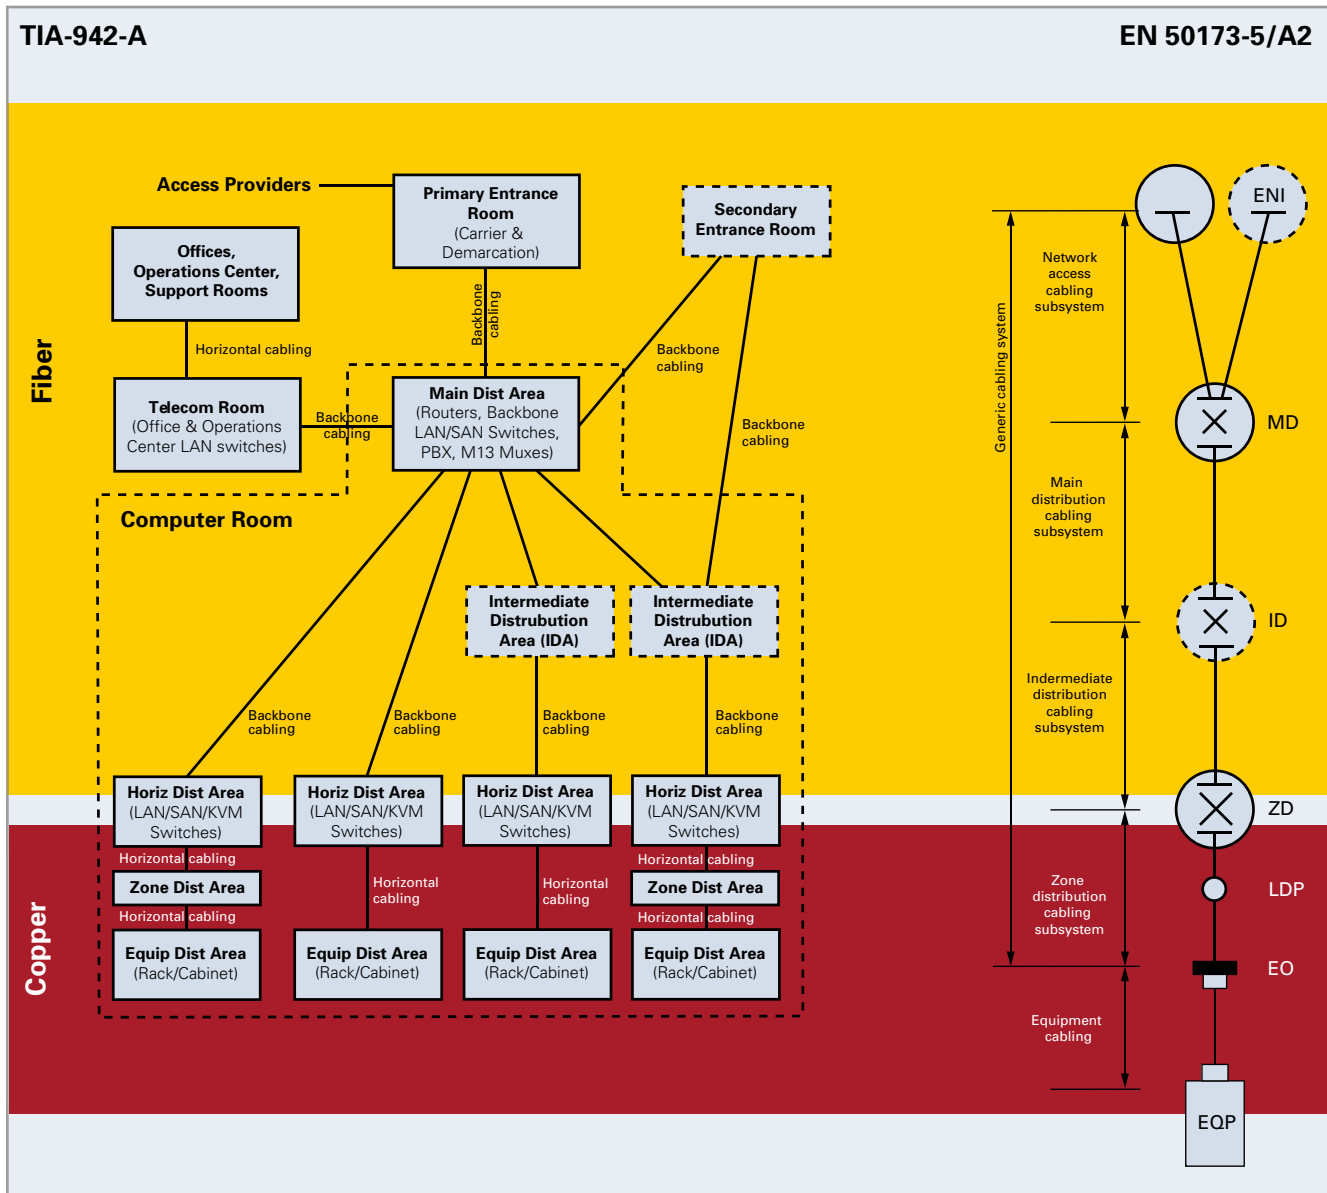 TIA-942-A
EN 50173-5/A2
Fiber
Copper
Access Providers
Primary Entrance
Room
(Carrier &
Demarcation)
Secondary
Entrance Room
Offices,
Operations Center,
Support Rooms
Backbone
cabling
Horizontal cabling
Backbone
cabling
Telecom Room
(Office & Operations
Center LAN switches)
Backbone
cabling
Main Dist Area
(Routers, Backbone
LAN/SAN Switches,
PBX, M13 Muxes)
Backbone
cabling
Computer Room
Intermediate
Distrubution
Area (IDA)
Intermediate
Distrubution
Area (IDA)
Backbone
cabling
Backbone
cabling
Backbone
cabling
Backbone
cabling
Horiz Dist Area
(LAN/SAN/KVM
Switches)
Horiz Dist Area
(LAN/SAN/KVM
Switches)
Horiz Dist Area
(LAN/SAN/KVM
Switches)
Horiz Dist Area
(LAN/SAN/KVM
Switches)
Horizontal cabling
Horizontal cabling
Zone Dist Area
Horizontal
cabling
Horizontal
cabling
Zone Dist Area
Horizontal cabling
Horizontal cabling
Equip Dist Area
(Rack/Cabinet)
Equip Dist Area
(Rack/Cabinet)
Equip Dist Area
(Rack/Cabinet)
Equip Dist Area
(Rack/Cabinet)
Generic cabling system
Network
access
cabling
subsystem
Main
distribution
cabling
subsystem
Indermediate
distribution
cabling
subsystem
Zone
distribution
cabling
subsystem
Equipment
cabling
ENI
MD
ID
ZD
LDP
EO
EQP